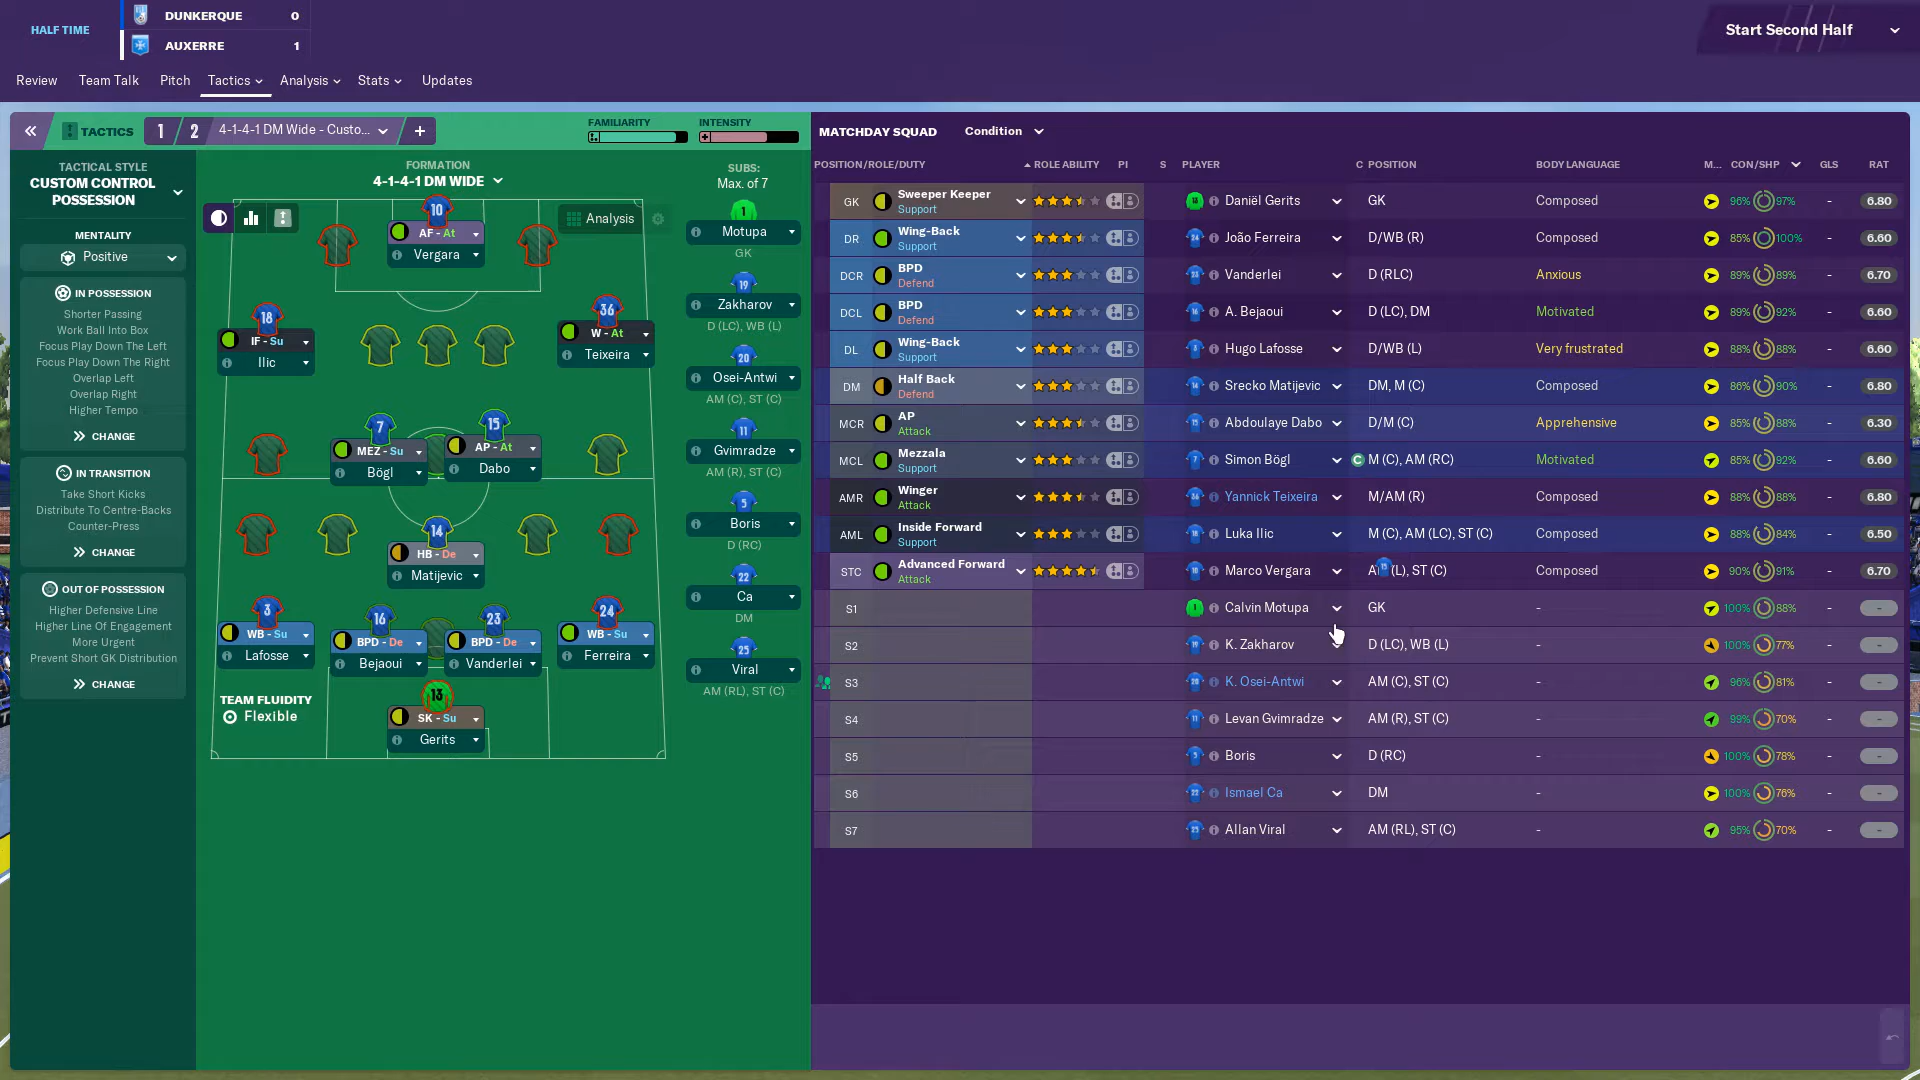 HALF TIME
DUNKERQUE 0
AUXERRE 1
Start Second Half
Review Team Talk Pitch Tactics Analysis Stats Updates
TACTICS 1 2 4-1-4-1 DM Wide - Custo... +
FAMILIARITY INTENSITY
TACTICAL STYLE
CUSTOM CONTROL
POSSESSION
MENTALITY
Positive
IN POSSESSION
Shorter Passing
Work Ball Into Box
Focus Play Down The Left
Focus Play Down The Right
Overlap Left
Overlap Right
Higher Tempo
CHANGE
IN TRANSITION
Take Short Kicks
Distribute To Centre-Backs
Counter-Press
CHANGE
OUT OF POSSESSION
Higher Defensive Line
Higher Line Of Engagement
More Urgent
Prevent Short GK Distribution
CHANGE
FORMATION
4-1-4-1 DM WIDE
Analysis
10
AF - At
Vergara
18
IF - Su
Ilic
36
W - At
Teixeira
7
MEZ - Su
Bögl
15
AP - At
Dabo
14
HB - De
Matijevic
3
WB - Su
Lafosse
16
BPD - De
Bejaoui
23
BPD - De
Vanderlei
24
WB - Su
Ferreira
13
SK - Su
Gerits
TEAM FLUIDITY
Flexible
SUBS:
Max. of 7
1
Motupa
GK
19
Zakharov
D (LC), WB (L)
20
Osei-Antwi
AM (C), ST (C)
11
Gvimradze
AM (R), ST (C)
5
Boris
D (RC)
22
Ca
DM
25
Viral
AM (RL), ST (C)
MATCHDAY SQUAD Condition
POSITION/ROLE/DUTY ROLE ABILITY PI S PLAYER C POSITION BODY LANGUAGE M... CON/SHP GLS RAT
GK Sweeper Keeper Support Daniël Gerits GK Composed 96% 97% - 6.80
DR Wing-Back Support João Ferreira D/WB (R) Composed 85% 100% - 6.60
DCR BPD Defend Vanderlei D (RLC) Anxious 89% 89% - 6.70
DCL BPD Defend A. Bejaoui D (LC), DM Motivated 89% 92% - 6.60
DL Wing-Back Support Hugo Lafosse D/WB (L) Very frustrated 88% 88% - 6.60
DM Half Back Defend Srecko Matijevic DM, M (C) Composed 86% 90% - 6.80
MCR AP Attack Abdoulaye Dabo D/M (C) Apprehensive 85% 88% - 6.30
MCL Mezzala Support Simon Bögl C M (C), AM (RC) Motivated 85% 92% - 6.60
AMR Winger Attack Yannick Teixeira M/AM (R) Composed 88% 88% - 6.80
AML Inside Forward Support Luka Ilic M (C), AM (LC), ST (C) Composed 88% 84% - 6.50
STC Advanced Forward Attack Marco Vergara (L), ST (C) Composed 90% 91% - 6.70
S1 Calvin Motupa GK - 100% 88% - -
S2 K. Zakharov D (LC), WB (L) - 100% 77% - -
S3 K. Osei-Antwi AM (C), ST (C) - 96% 81% - -
S4 Levan Gvimradze AM (R), ST (C) - 99% 70% - -
S5 Boris D (RC) - 100% 78% - -
S6 Ismael Ca DM - 100% 76% - -
S7 Allan Viral AM (RL), ST (C) - 95% 70% - -